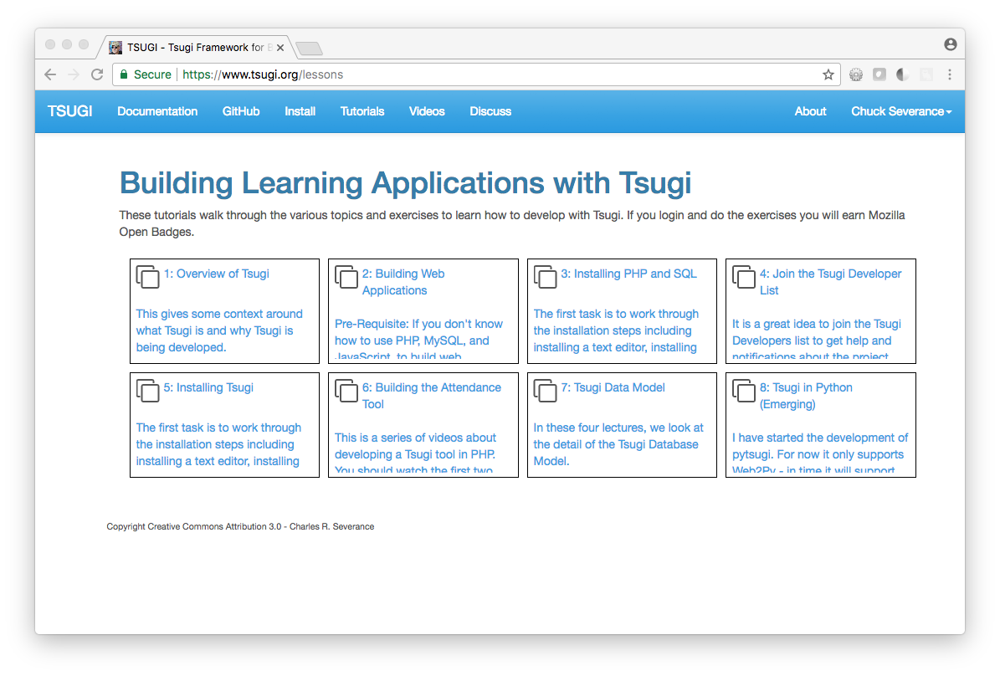 TSUGI - Tsugi Framework for B
Secure https://www.tsugi.org/lessons
TSUGI Documentation GitHub Install Tutorials Videos Discuss About Chuck Severance
Building Learning Applications with Tsugi
These tutorials walk through the various topics and exercises to learn how to develop with Tsugi. If you login and do the exercises you will earn Mozilla
Open Badges.
1: Overview of Tsugi
This gives some context around
what Tsugi is and why Tsugi is
being developed.
2: Building Web
Applications
Pre-Requisite: If you don't know
how to use PHP, MySQL, and
JavaScript, to build web
3: Installing PHP and SQL
The first task is to work through
the installation steps including
installing a text editor, installing
4: Join the Tsugi Developer
List
It is a great idea to join the Tsugi
Developers list to get help and
notifications about the project
5: Installing Tsugi
The first task is to work through
the installation steps including
installing a text editor, installing
6: Building the Attendance
Tool
This is a series of videos about
developing a Tsugi tool in PHP.
You should watch the first two
7: Tsugi Data Model
In these four lectures, we look at
the detail of the Tsugi Database
Model.
8: Tsugi in Python
(Emerging)
I have started the development of
pytsugi. For now it only supports
Web2Py - in time it will support
Copyright Creative Commons Attribution 3.0 - Charles R. Severance